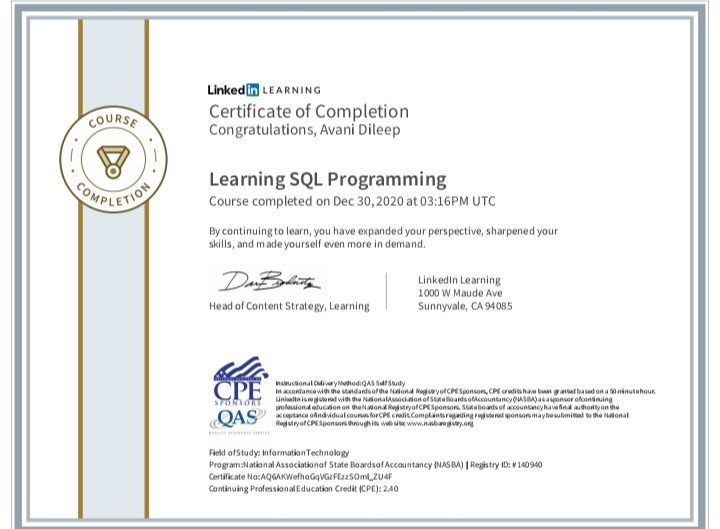 LinkedIn LEARNING
Certificate of Completion
Congratulations, Avani Dileep
COURSE
COMPLETION
Learning SQL Programming
Course completed on Dec 30, 2020 at 03:16PM UTC
By continuing to learn, you have expanded your perspective, sharpened your
skills, and made yourself even more in demand.
Head of Content Strategy, Learning
LinkedIn Learning
1000 W Maude Ave
Sunnyvale, CA 94085
CPE
SPONSORS
QAS
QUALITY ASSURANCE SERVICE
Instructional Delivery Method: QAS Self Study
In accordance with the standards of the National Registry of CPE Sponsors, CPE credits have been granted based on a 50 minute hour.
LinkedIn is registered with the National Association of State Boards of Accountancy (NASBA) as a sponsor of continuing
professional education on the National Registry of CPE Sponsors. State boards of accountancy have final authority on the
acceptance of individual courses for CPE credit. Complaints regarding registered sponsors may be submitted to the National
Registry of CPE Sponsors through its web site: www.nasbaregistry.org
Field of Study: Information Technology
Program: National Association of State Boards of Accountancy (NASBA) | Registry ID: #140940
Certificate No: AQ6AKWefhoGqVGzFEzzSOmL_ZU4F
Continuing Professional Education Credit (CPE): 2.40